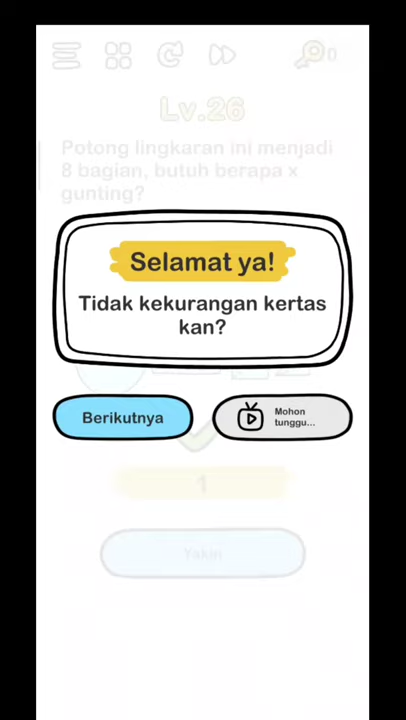 0
Lv.26
Potong lingkaran ini menjadi
8 bagian, butuh berapa x
gunting?
Selamat ya!
Tidak kekurangan kertas
kan?
Berikutnya
Mohon
tunggu...
1
Yakin